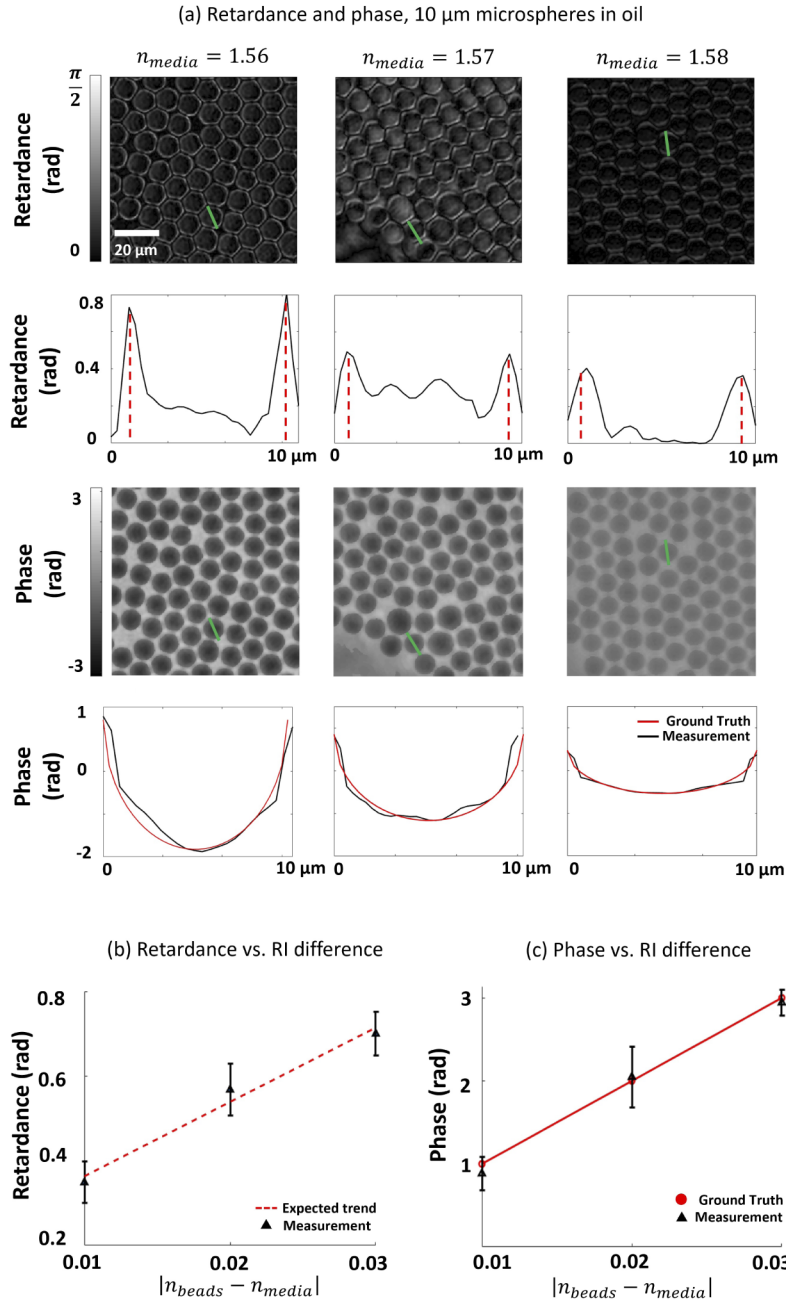 (a) Retardance and phase, 10 µm microspheres in oil
n_media = 1.56
n_media = 1.57
n_media = 1.58
π/2
0
Retardance
(rad)
20 µm
0.8
0.4
0
Retardance
(rad)
0
10 µm
0
10 µm
0
10 µm
3
-3
Phase
(rad)
1
0
-2
Phase
(rad)
Ground Truth
Measurement
0
10 µm
0
10 µm
0
10 µm
(b) Retardance vs. RI difference
0.8
0.6
0.4
0.2
Retardance (rad)
Expected trend
Measurement
0.01
0.02
0.03
|n_beads − n_media|
(c) Phase vs. RI difference
3
2
1
Phase (rad)
Ground Truth
Measurement
0.01
0.02
0.03
|n_beads − n_media|